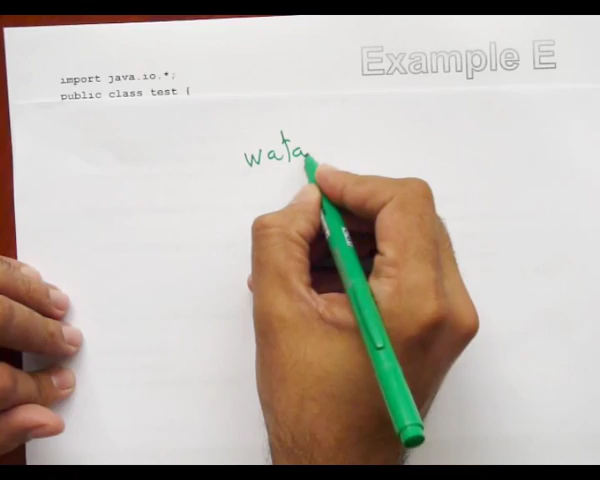 Example E
import java.io.*;
public class test {
wata